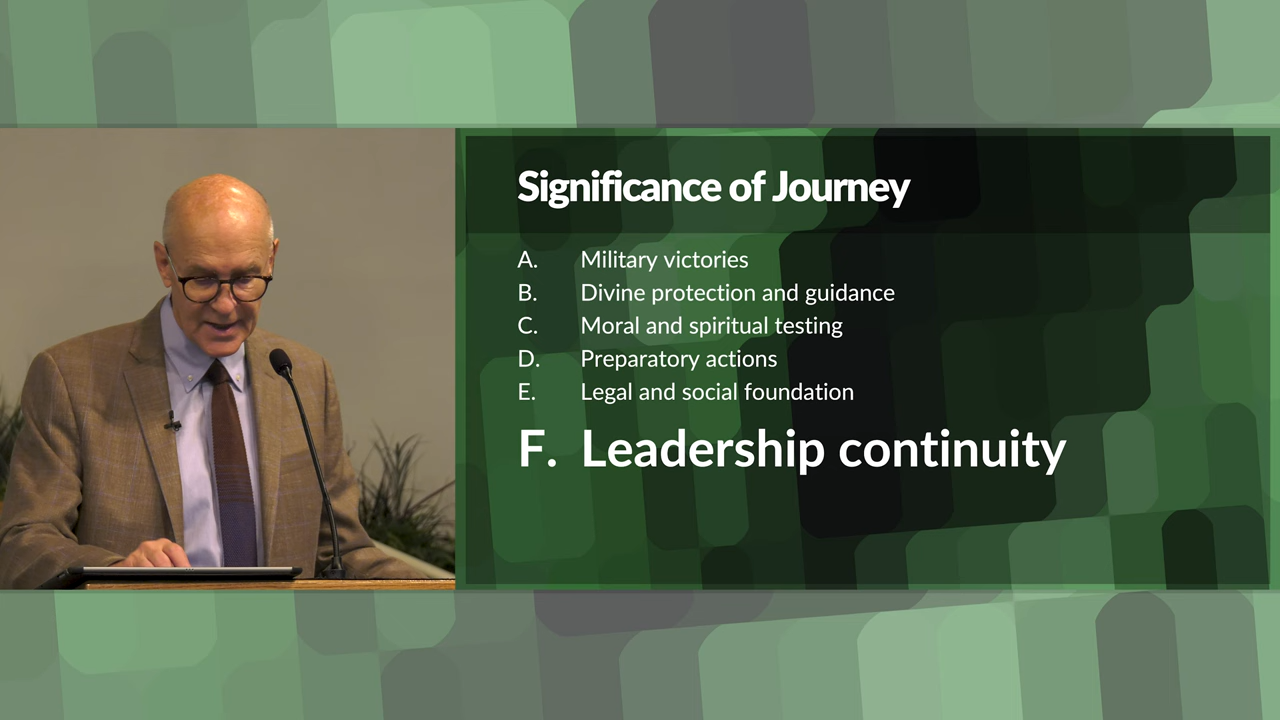 Significance of Journey
A. Military victories
B. Divine protection and guidance
C. Moral and spiritual testing
D. Preparatory actions
E. Legal and social foundation
F. Leadership continuity